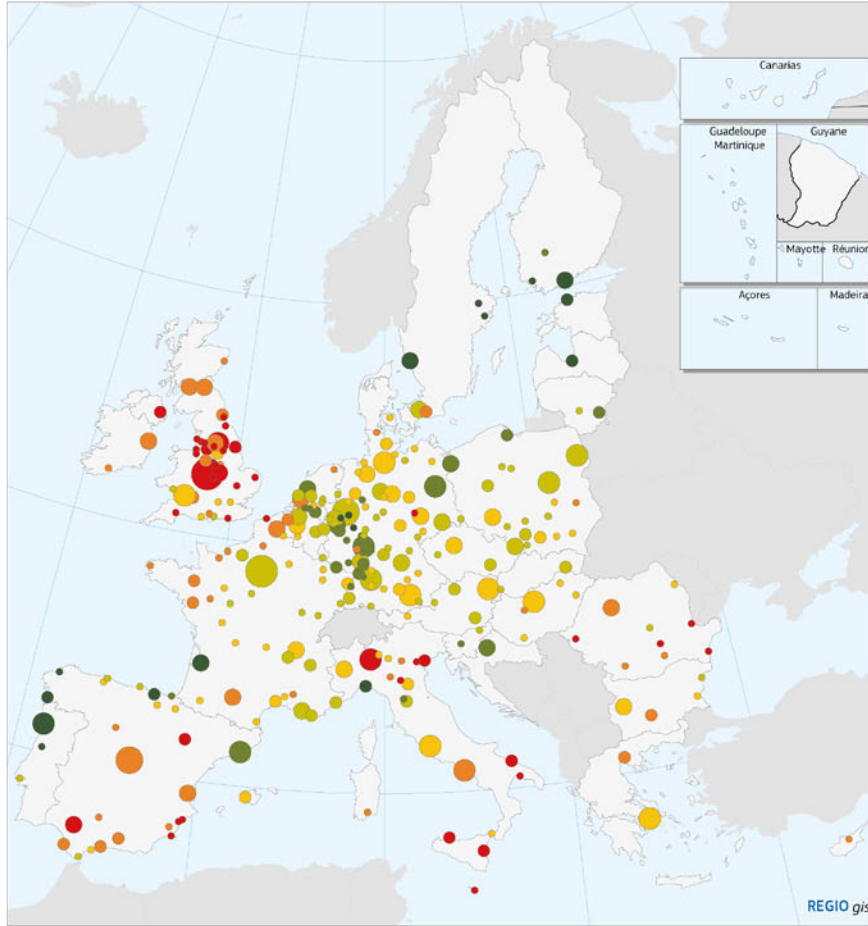 Canarias
Guadeloupe
Martinique
Guyane
Mayotte
Réunion
Açores
Madeira
REGIO gis